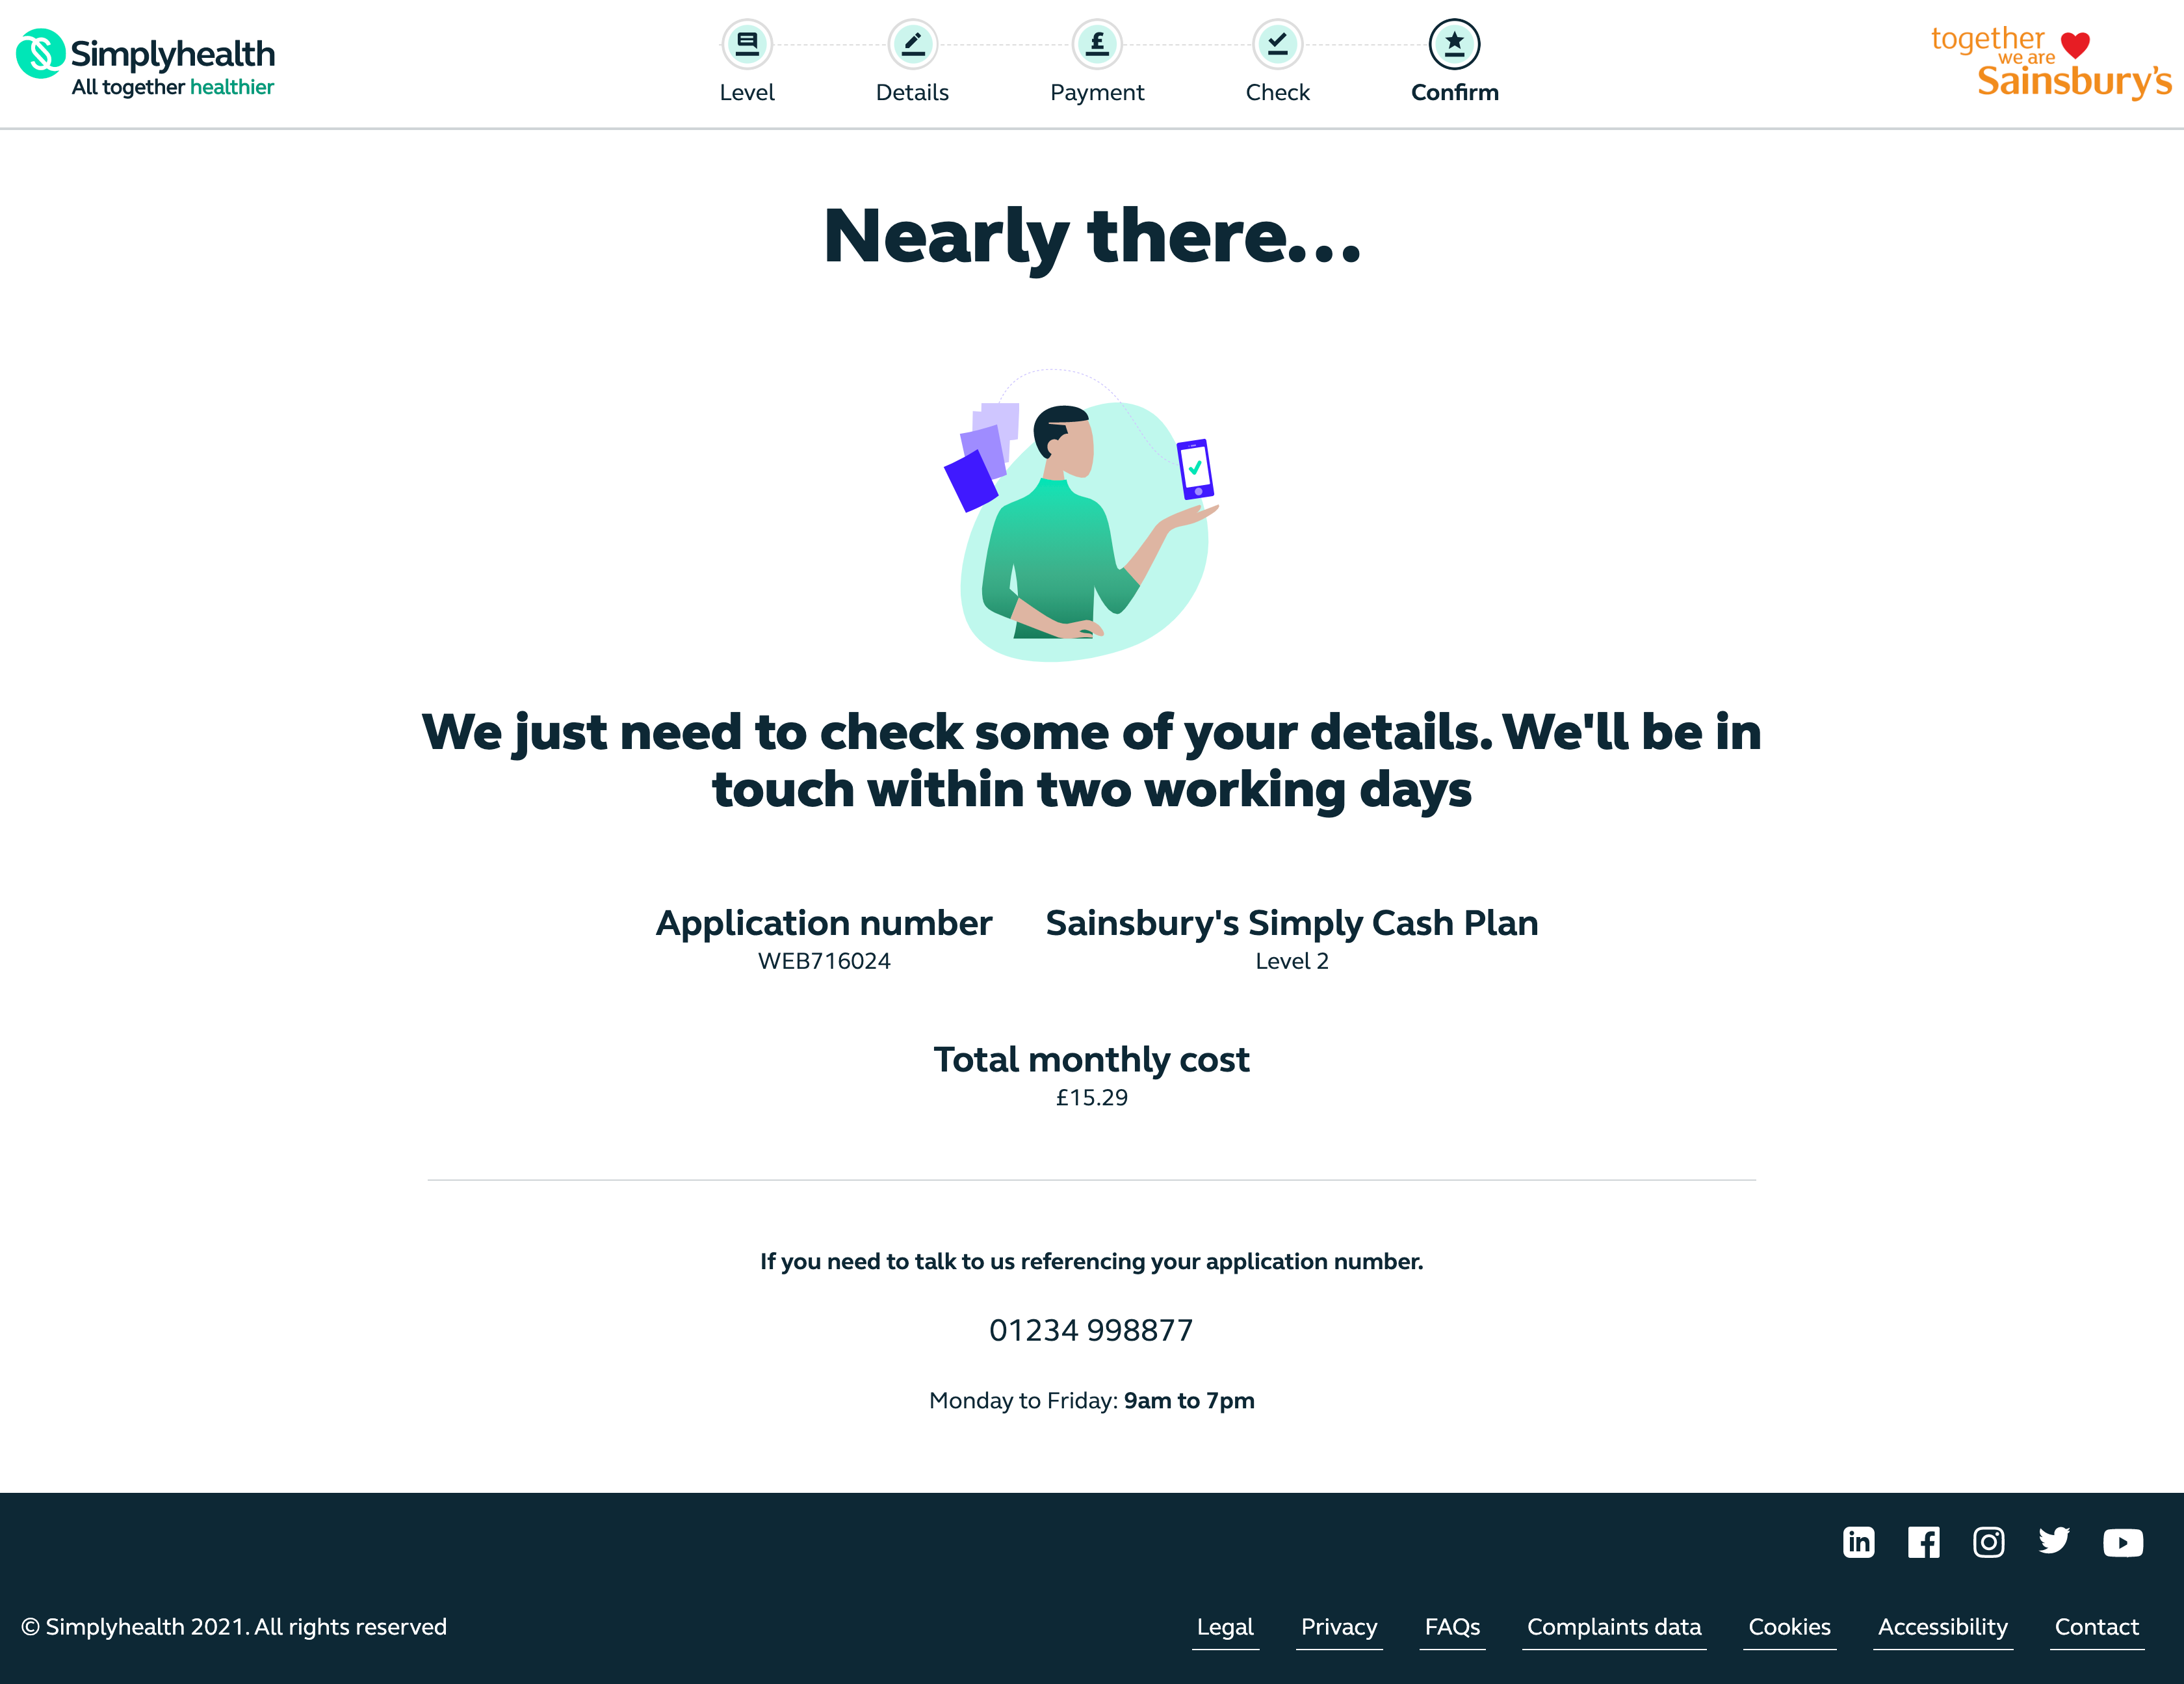 Simplyhealth
All together healthier
Level
Details
Payment
Check
Confirm
together
we are
Sainsbury's
Nearly there...
We just need to check some of your details. We'll be in
touch within two working days
Application number
WEB716024
Sainsbury's Simply Cash Plan
Level 2
Total monthly cost
£15.29
If you need to talk to us referencing your application number.
01234 998877
Monday to Friday: 9am to 7pm
© Simplyhealth 2021. All rights reserved
Legal
Privacy
FAQs
Complaints data
Cookies
Accessibility
Contact